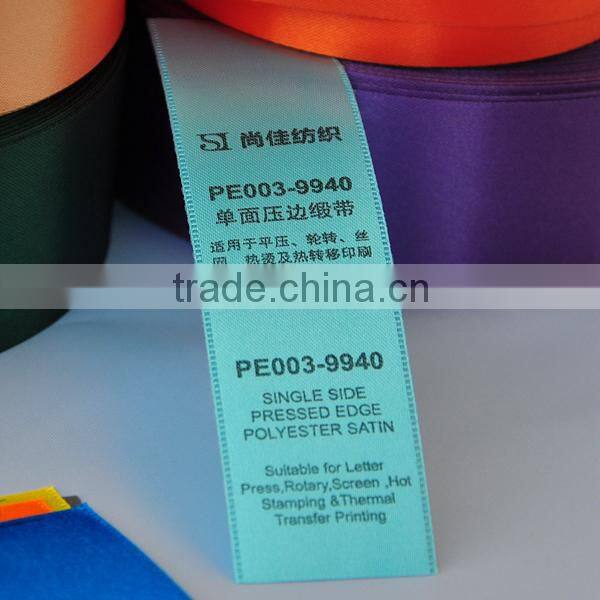 SJ 尚佳纺织
PE003-9940
单面压边缎带
适用于平压、轮转、丝
网、热烫及热转移印刷
trade.china.cn
PE003-9940
SINGLE SIDE
PRESSED EDGE
POLYESTER SATIN
Suitable for Letter
Press,Rotary,Screen ,Hot
Stamping &Thermal
Transfer Printing